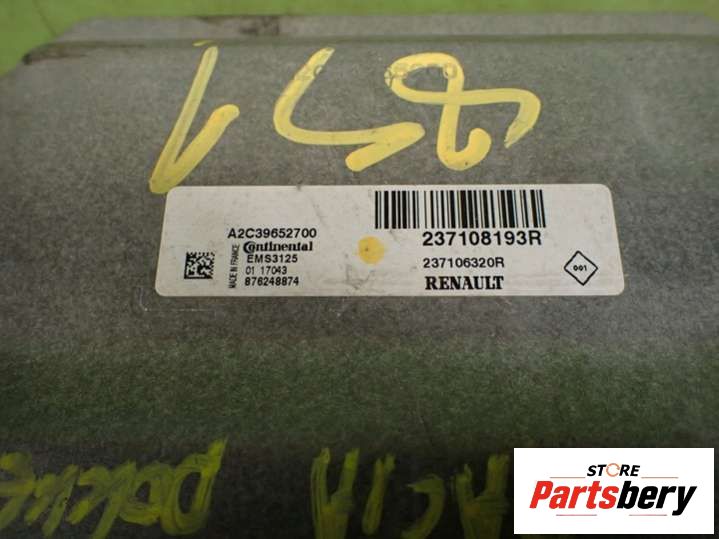 A2C39652700
Continental
EMS3125
01 17043
876248874
MADE IN FRANCE
237108193R
237106320R
RENAULT
001
STORE
Partsbery